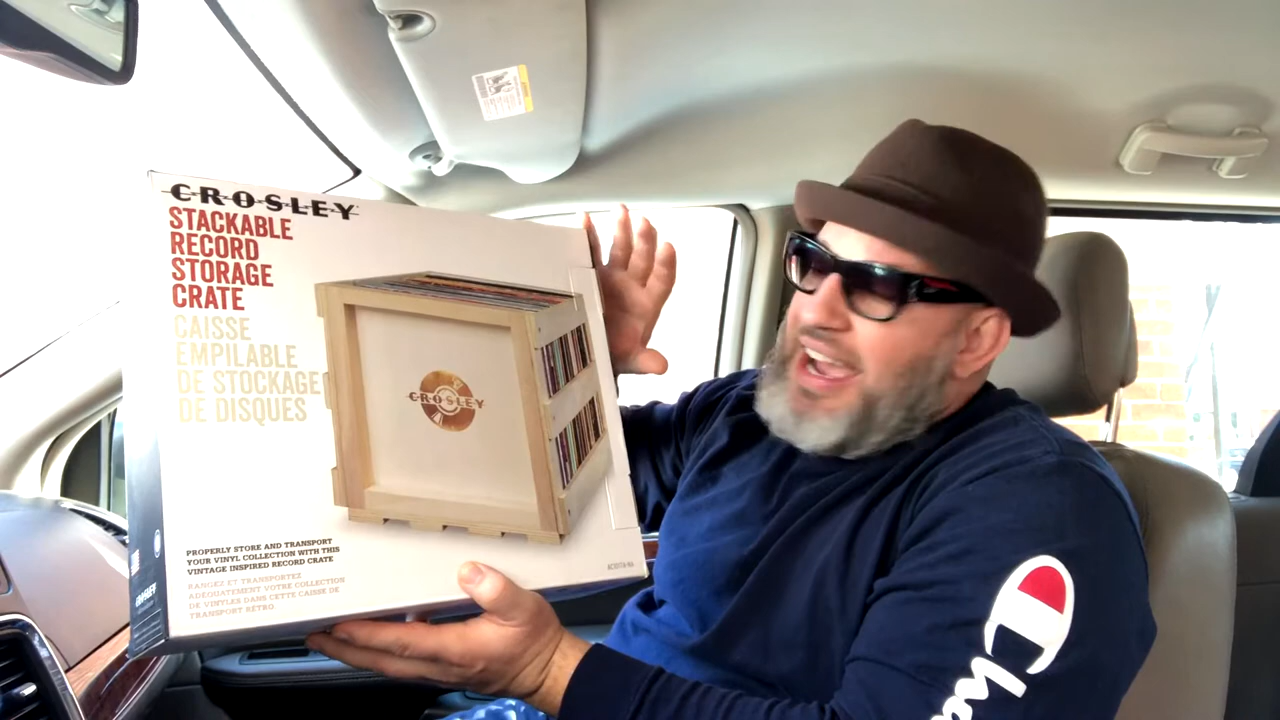 CROSLEY
STACKABLE
RECORD
STORAGE
CRATE
CAISSE
EMPILABLE
DE STOCKAGE
DE DISQUES
CROSLEY
PROPERLY STORE AND TRANSPORT
YOUR VINYL COLLECTION WITH THIS
VINTAGE INSPIRED RECORD CRATE
RANGEZ ET TRANSPORTEZ
ADÉQUATEMENT VOTRE COLLECTION
DE VINYLES DANS CETTE CAISSE DE
TRANSPORT RÉTRO
CROSLEY
Cha